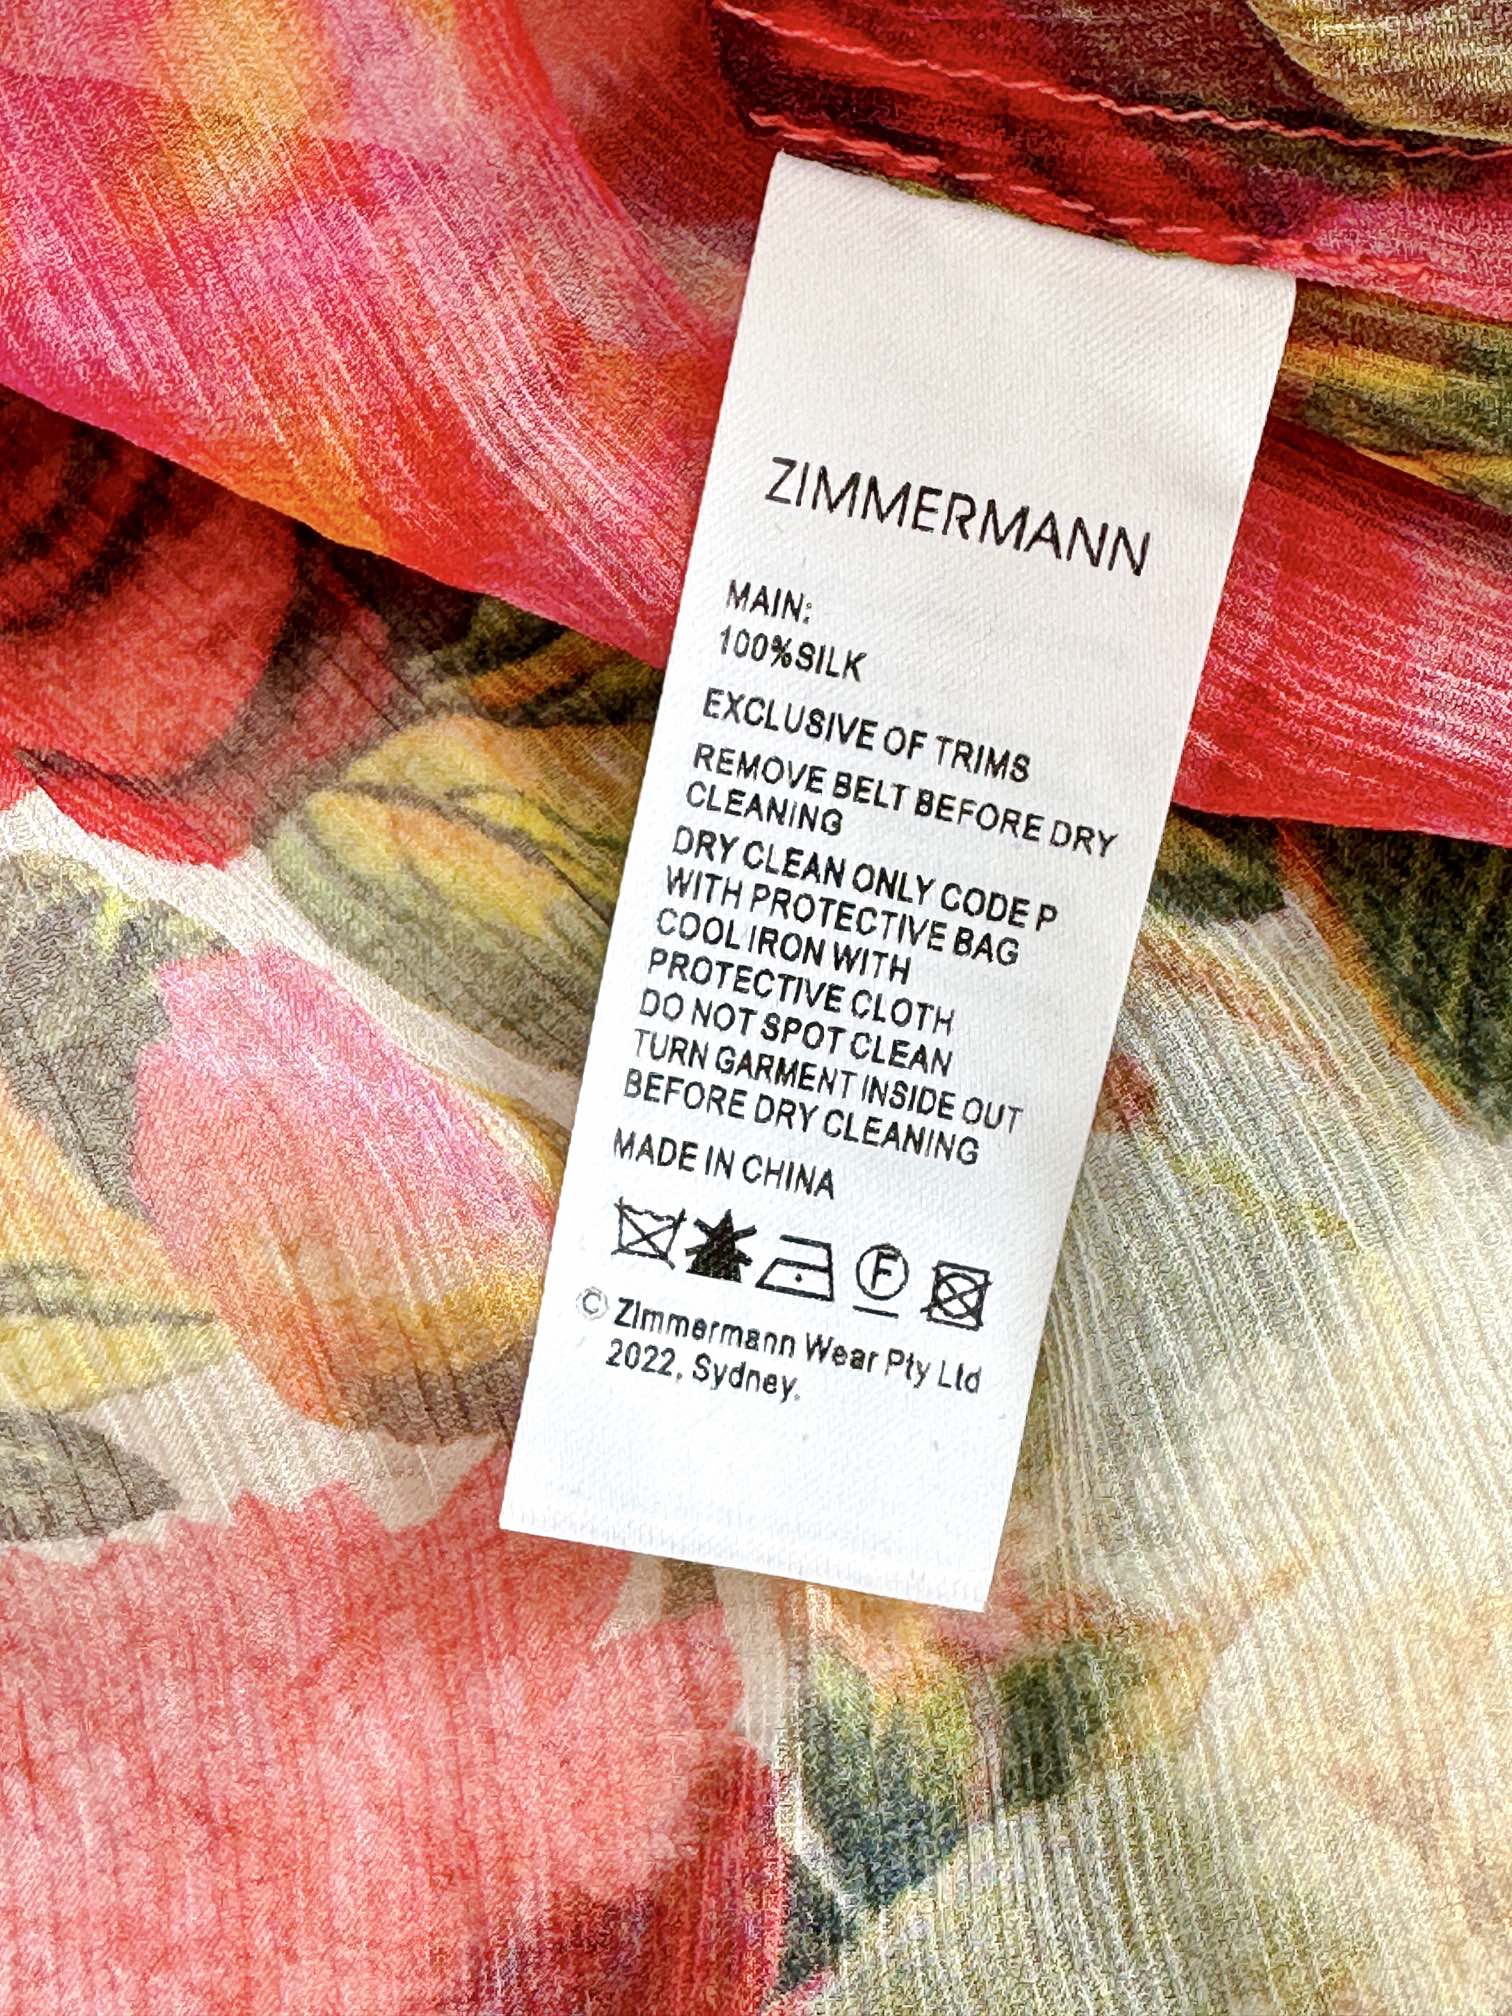 ZIMMERMANN
MAIN:
100%SILK
EXCLUSIVE OF TRIMS
REMOVE BELT BEFORE DRY
CLEANING
DRY CLEAN ONLY CODE P
WITH PROTECTIVE BAG
COOL IRON WITH
PROTECTIVE CLOTH
DO NOT SPOT CLEAN
TURN GARMENT INSIDE OUT
BEFORE DRY CLEANING
MADE IN CHINA
F
© Zimmermann Wear Pty Ltd
2022, Sydney.